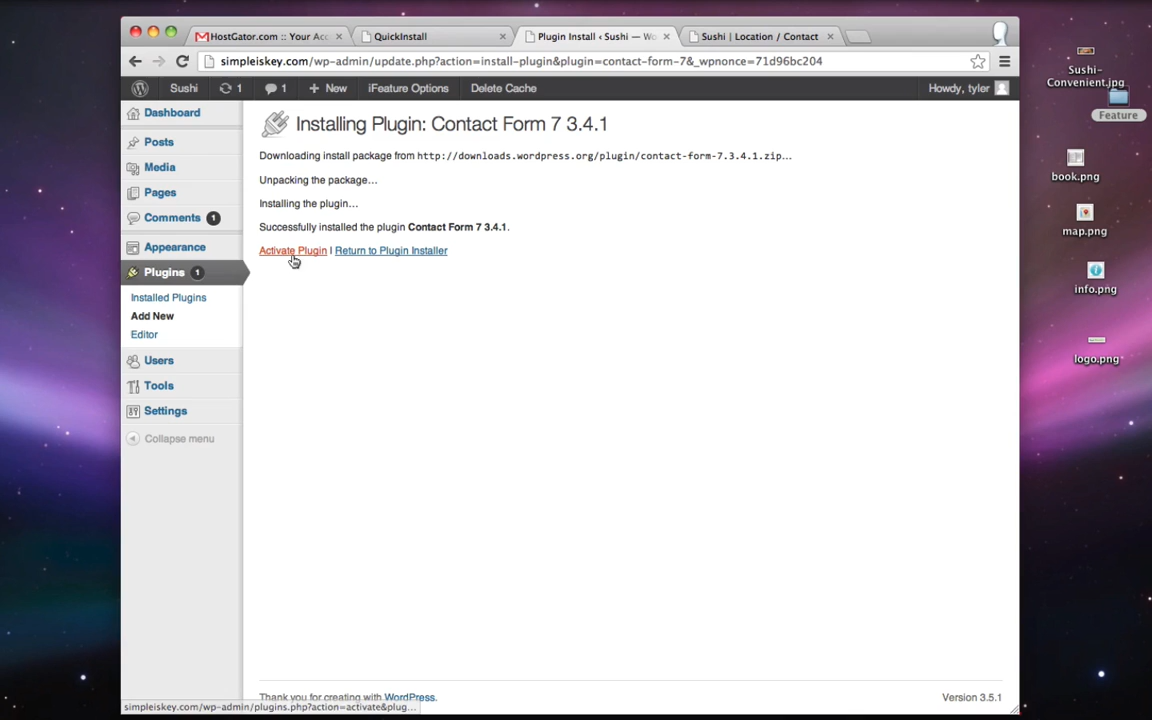 HostGator.com :: Your Acc
QuickInstall
Plugin Install ‹ Sushi — Wo
Sushi | Location / Contact
simpleiskey.com/wp-admin/update.php?action=install-plugin&plugin=contact-form-7&_wpnonce=71d96bc204
Sushi
1
1
+ New
iFeature Options
Delete Cache
Howdy, tyler
Dashboard
Posts
Media
Pages
Comments 1
Appearance
Plugins 1
Installed Plugins
Add New
Editor
Users
Tools
Settings
Collapse menu
Installing Plugin: Contact Form 7 3.4.1
Downloading install package from http://downloads.wordpress.org/plugin/contact-form-7.3.4.1.zip…
Unpacking the package…
Installing the plugin…
Successfully installed the plugin Contact Form 7 3.4.1.
Activate Plugin | Return to Plugin Installer
Thank you for creating with WordPress.
Version 3.5.1
simpleiskey.com/wp-admin/plugins.php?action=activate&plug...
Sushi-
Convenient.jpg
Feature
book.png
map.png
info.png
logo.png